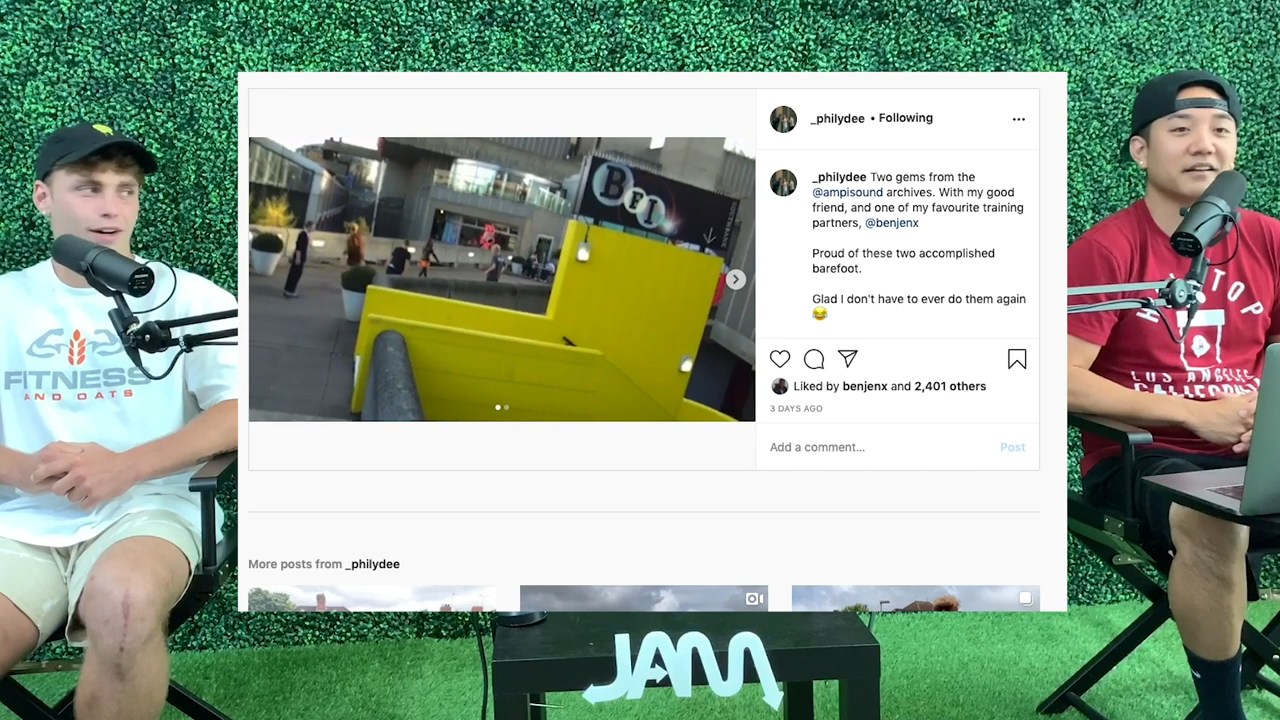 _philydee • Following
_philydee Two gems from the
@ampisound archives. With my good
friend, and one of my favourite training
partners, @benjenx
Proud of these two accomplished
barefoot.
Glad I don't have to ever do them again
😂
Liked by benjenx and 2,401 others
3 DAYS AGO
Add a comment... Post
More posts from _philydee
BFI
FITNESS
AND OATS
LOS ANGELES
CALIFORNIA
JAM